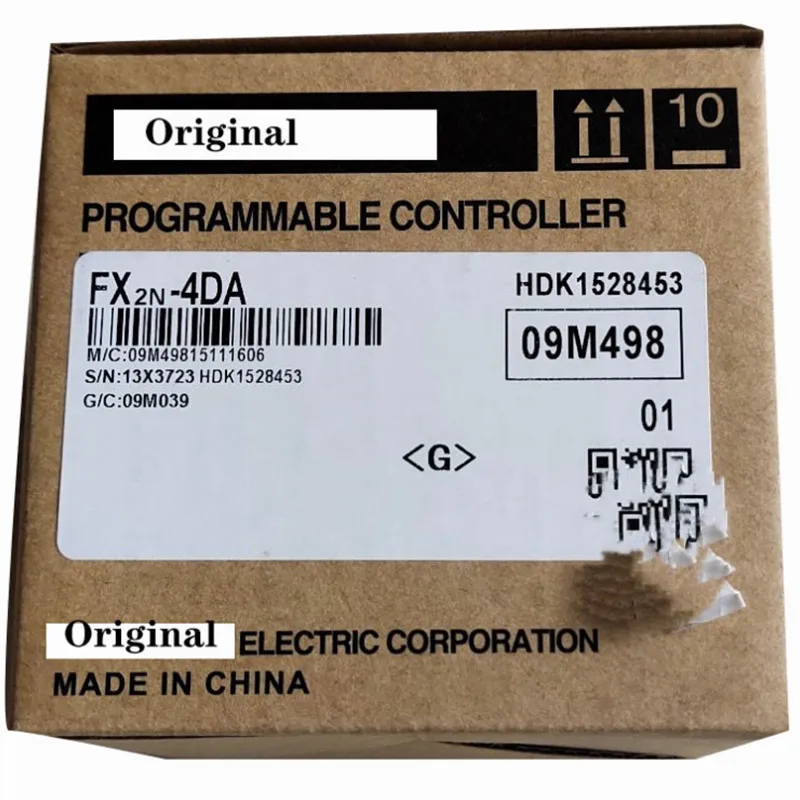 Original
10
PROGRAMMABLE CONTROLLER
FX2N-4DA
HDK1528453
M/C:09M49815111606
09M498
S/N:13X3723 HDK1528453
G/C:09M039
01
<G>
Original ELECTRIC CORPORATION
MADE IN CHINA